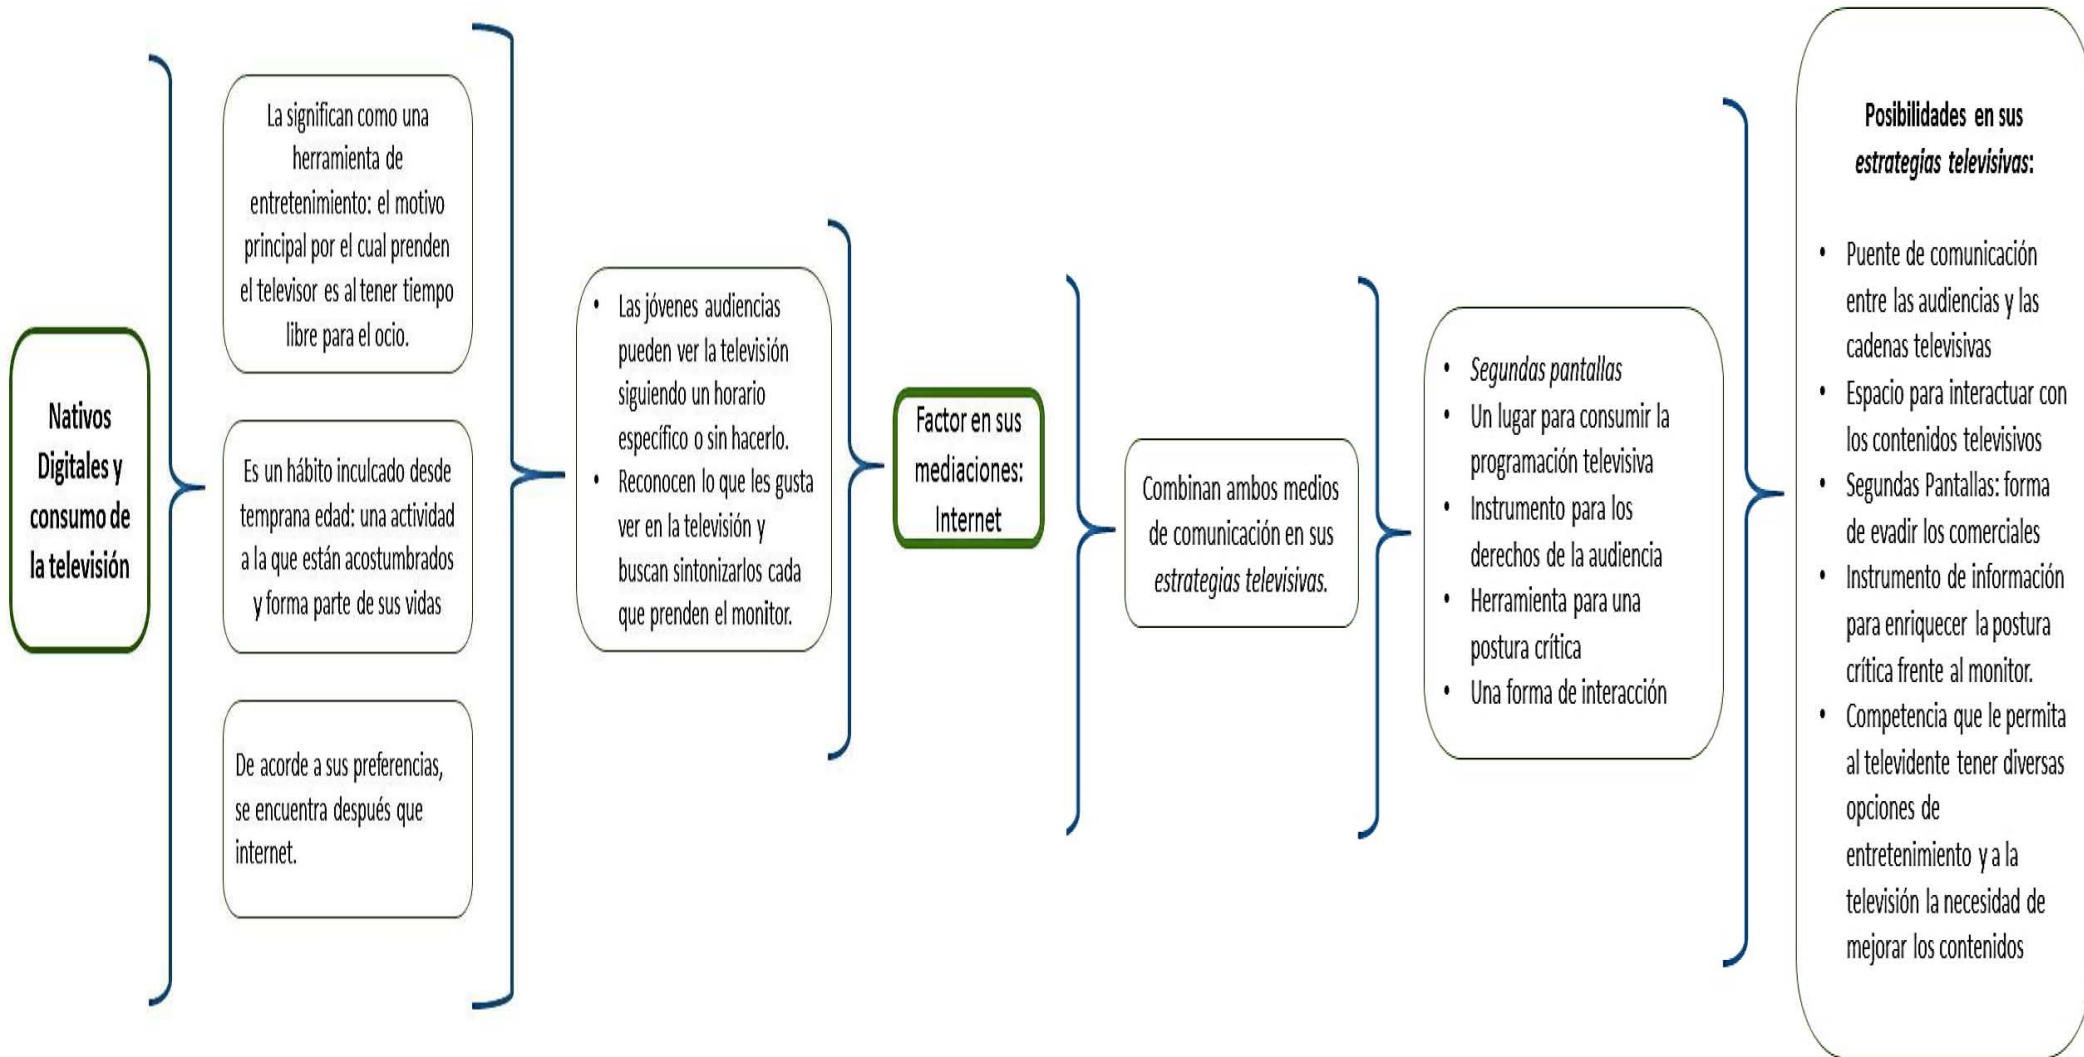 Nativos
Digitales y
consumo de
la televisión
La significan como una
herramienta de
entretenimiento: el motivo
principal por el cual prenden
el televisor es al tener tiempo
libre para el ocio.
Es un hábito inculcado desde
temprana edad: una actividad
a la que están acostumbrados
y forma parte de sus vidas
De acorde a sus preferencias,
se encuentra después que
internet.
• Las jóvenes audiencias
pueden ver la televisión
siguiendo un horario
específico o sin hacerlo.
• Reconocen lo que les gusta
ver en la televisión y
buscan sintonizarlos cada
que prenden el monitor.
Factor en sus
mediaciones:
Internet
Combinan ambos medios
de comunicación en sus
estrategias televisivas.
• Segundas pantallas
• Un lugar para consumir la
programación televisiva
• Instrumento para los
derechos de la audiencia
• Herramienta para una
postura crítica
• Una forma de interacción
Posibilidades en sus
estrategias televisivas:
• Puente de comunicación
entre las audiencias y las
cadenas televisivas
• Espacio para interactuar con
los contenidos televisivos
• Segundas Pantallas: forma
de evadir los comerciales
• Instrumento de información
para enriquecer la postura
crítica frente al monitor.
• Competencia que le permita
al televidente tener diversas
opciones de
entretenimiento y a la
televisión la necesidad de
mejorar los contenidos